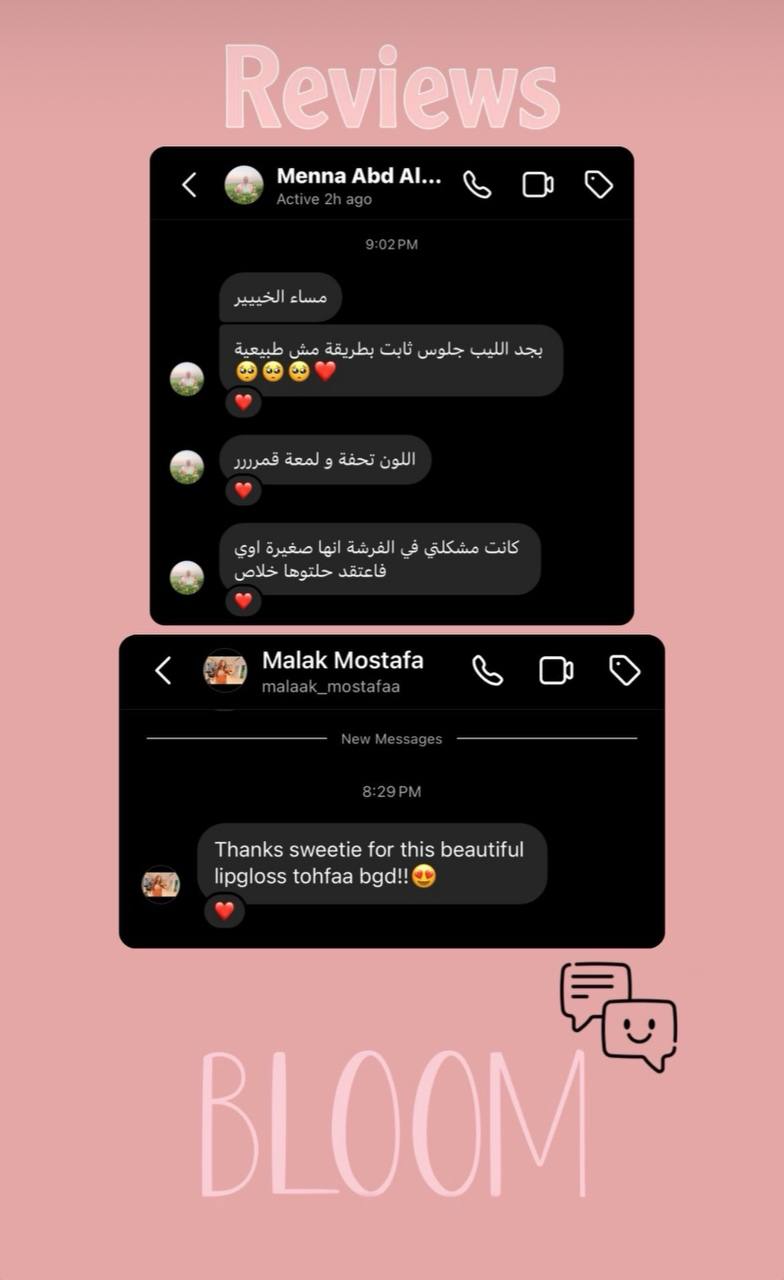 Reviews
Menna Abd Al...
Active 2h ago
9:02 PM
مساء الخيييير
بجد الليب جلوس ثابت بطريقة مش طبيعية
🥺🥺🥺❤️
❤️
اللون تحفة و لمعة قمرررر
❤️
كانت مشكلتي في الفرشة انها صغيرة اوي
فاعتقد حلتوها خلاص
❤️
Malak Mostafa
malaak_mostafaa
New Messages
8:29 PM
Thanks sweetie for this beautiful
lipgloss tohfaa bgd!!😍
❤️
BLOOM